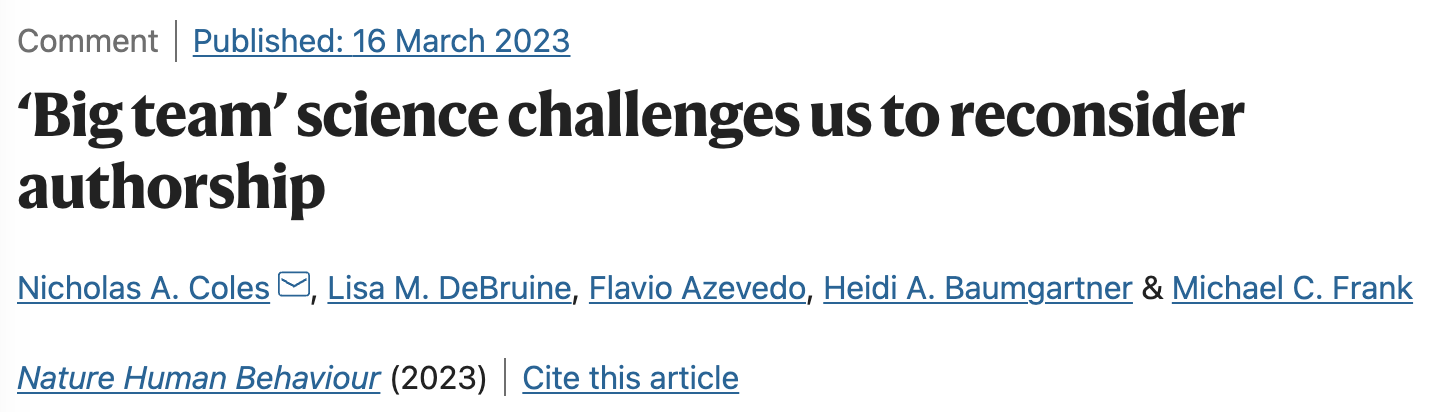 Comment | Published: 16 March 2023
‘Big team’ science challenges us to reconsider
authorship
Nicholas A. Coles, Lisa M. DeBruine, Flavio Azevedo, Heidi A. Baumgartner & Michael C. Frank
Nature Human Behaviour (2023) | Cite this article